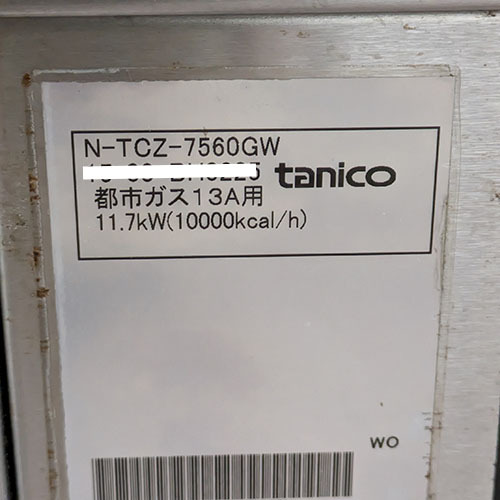 N-TCZ-7560GW
tanico
都市ガス13A用
11.7kW(10000kcal/h)
WO